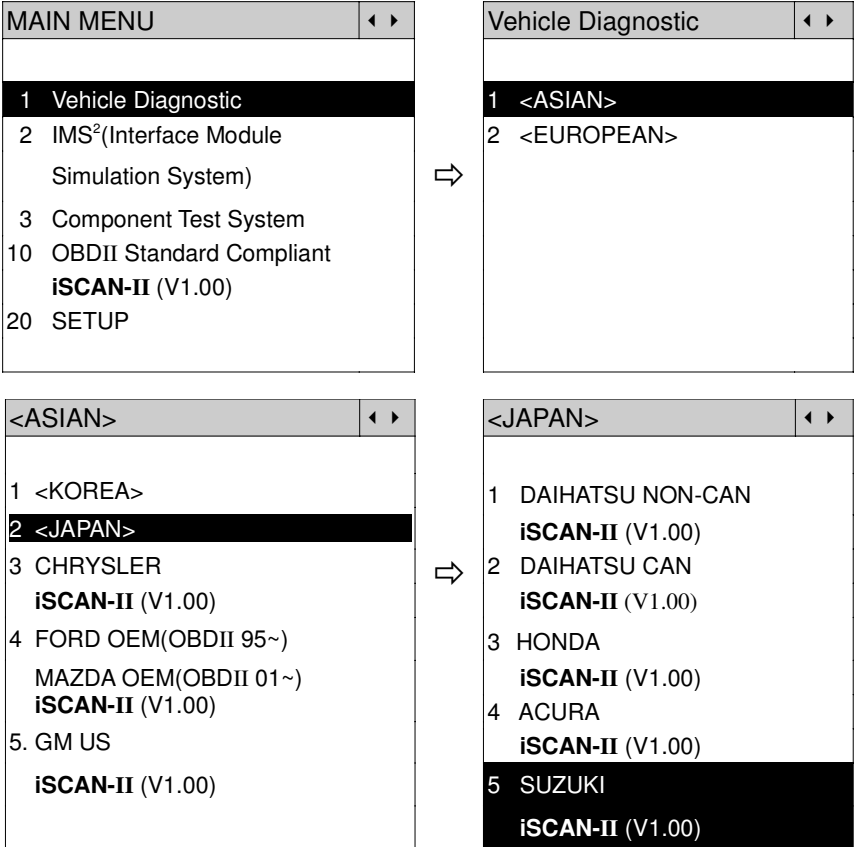 MAIN MENU
1 Vehicle Diagnostic
2 IMS²(Interface Module
Simulation System)
3 Component Test System
10 OBDII Standard Compliant
iSCAN-II (V1.00)
20 SETUP
Vehicle Diagnostic
1 <ASIAN>
2 <EUROPEAN>
<ASIAN>
1 <KOREA>
2 <JAPAN>
3 CHRYSLER
iSCAN-II (V1.00)
4 FORD OEM(OBDII 95~)
MAZDA OEM(OBDII 01~)
iSCAN-II (V1.00)
5. GM US
iSCAN-II (V1.00)
<JAPAN>
1 DAIHATSU NON-CAN
iSCAN-II (V1.00)
2 DAIHATSU CAN
iSCAN-II (V1.00)
3 HONDA
iSCAN-II (V1.00)
4 ACURA
iSCAN-II (V1.00)
5 SUZUKI
iSCAN-II (V1.00)